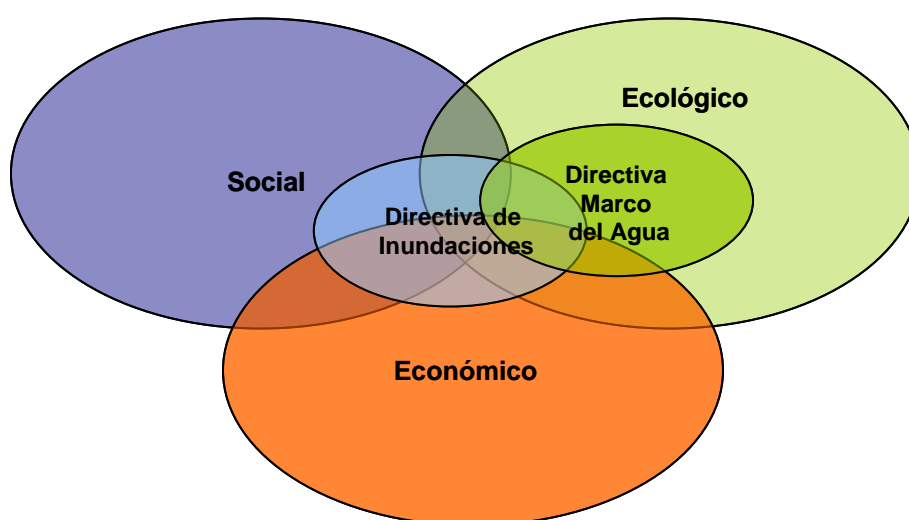 Ecológico
Social
Directiva
Marco
del Agua
Directiva de
Inundaciones
Económico